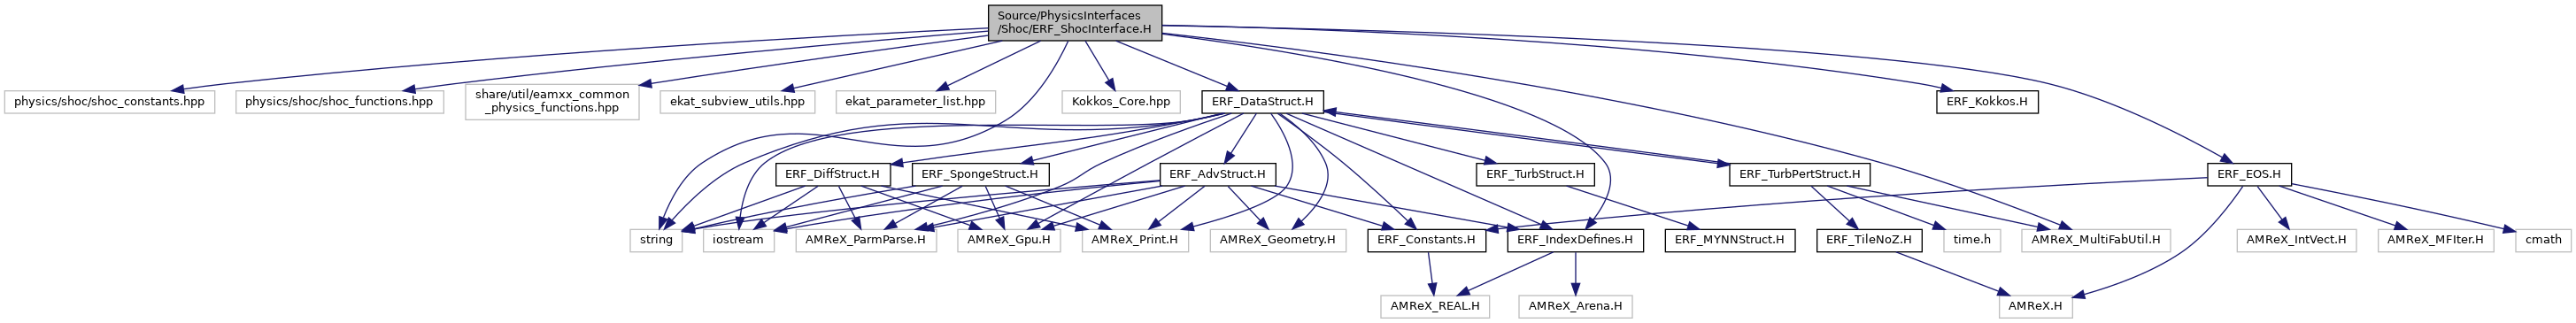 Source/PhysicsInterfaces
/Shoc/ERF_ShocInterface.H
physics/shoc/shoc_constants.hpp
physics/shoc/shoc_functions.hpp
share/util/eamxx_common
_physics_functions.hpp
ekat_subview_utils.hpp
ekat_parameter_list.hpp
Kokkos_Core.hpp
ERF_DataStruct.H
ERF_Kokkos.H
ERF_DiffStruct.H
ERF_SpongeStruct.H
ERF_AdvStruct.H
ERF_TurbStruct.H
ERF_TurbPertStruct.H
ERF_EOS.H
string
iostream
AMReX_ParmParse.H
AMReX_Gpu.H
AMReX_Print.H
AMReX_Geometry.H
ERF_Constants.H
ERF_IndexDefines.H
ERF_MYNNStruct.H
ERF_TileNoZ.H
time.h
AMReX_MultiFabUtil.H
AMReX_IntVect.H
AMReX_MFIter.H
cmath
AMReX_REAL.H
AMReX_Arena.H
AMReX.H